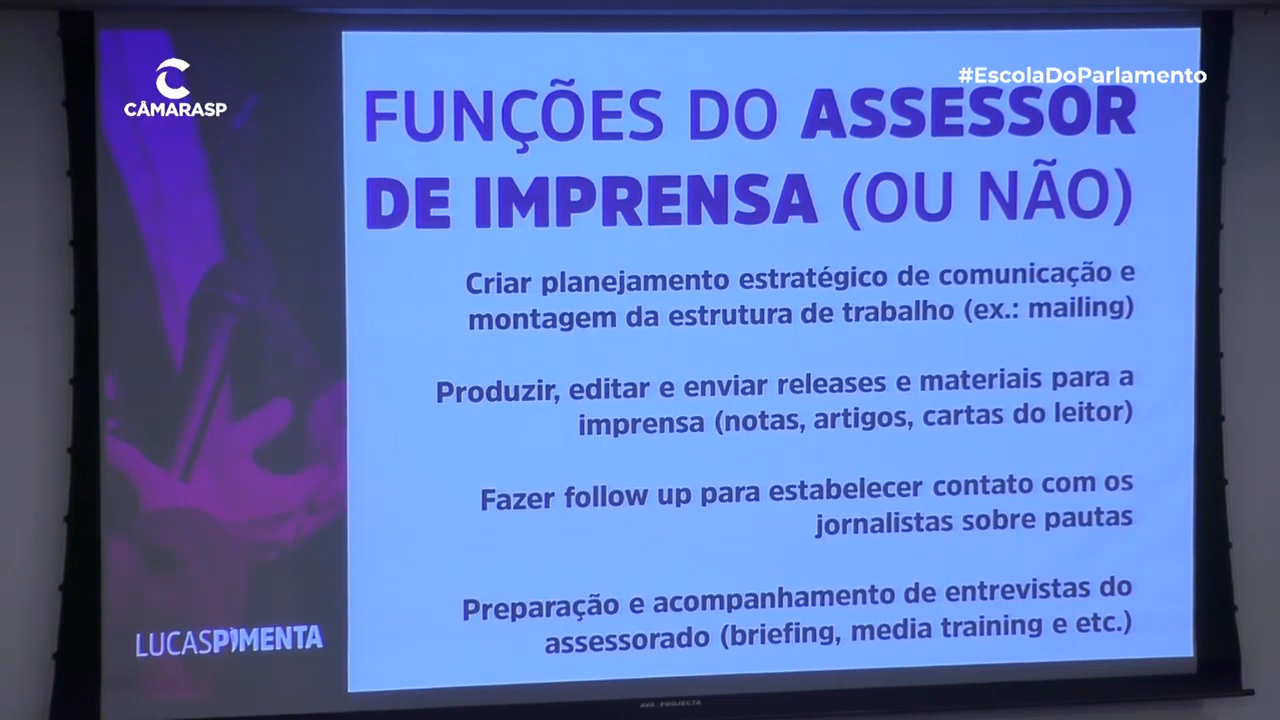 CÂMARASP
#EscolaDoParlamento
FUNÇÕES DO ASSESSOR
DE IMPRENSA (OU NÃO)
Criar planejamento estratégico de comunicação e
montagem da estrutura de trabalho (ex.: mailing)
Produzir, editar e enviar releases e materiais para a
imprensa (notas, artigos, cartas do leitor)
Fazer follow up para estabelecer contato com os
jornalistas sobre pautas
Preparação e acompanhamento de entrevistas do
assessorado (briefing, media training e etc.)
LUCASPIMENTA
AVA PROJECTA